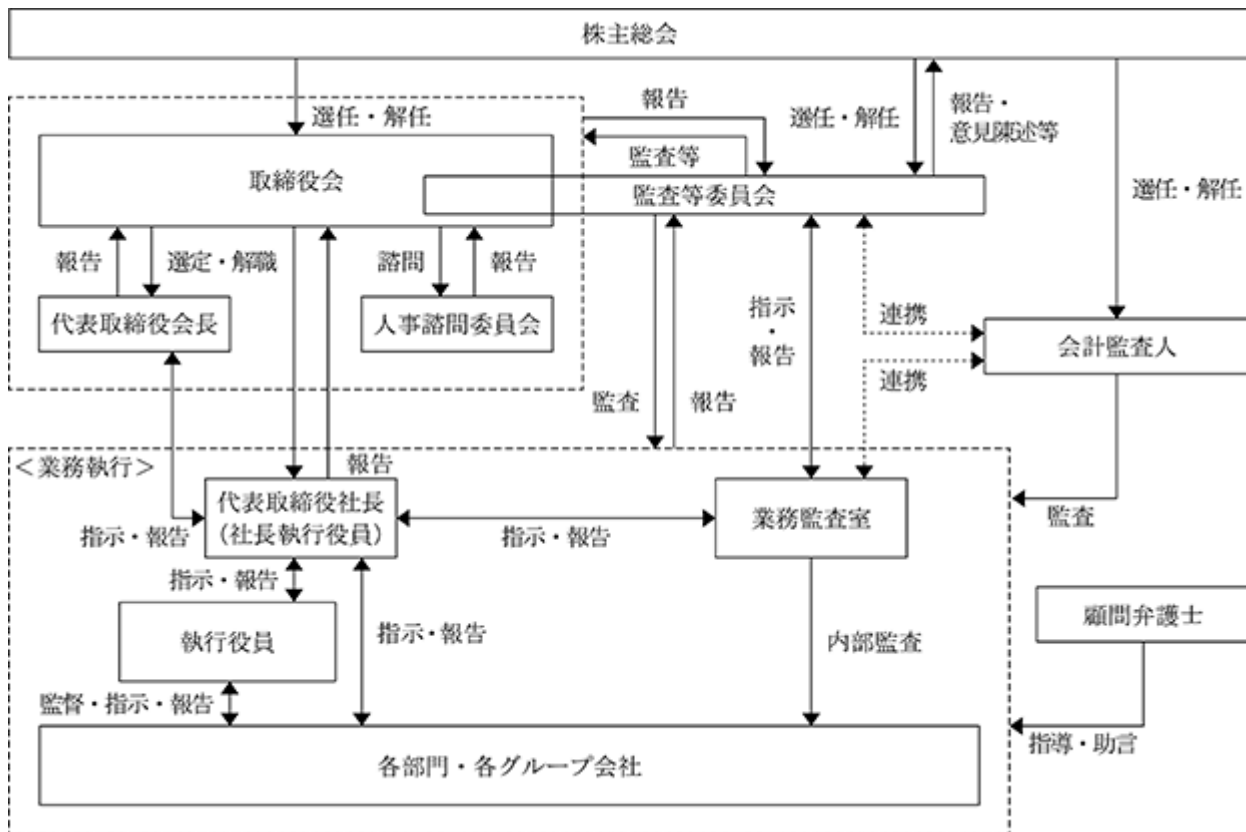 株主総会
選任・解任
報告
監査等
選任・解任
報告・
意見陳述等
選任・解任
取締役会
監査等委員会
報告
選定・解職
諮問
報告
代表取締役会長
人事諮問委員会
指示
・
報告
連携
連携
会計監査人
監査
報告
＜業務執行＞
報告
代表取締役社長
（社長執行役員）
業務監査室
指示・報告
指示・報告
監査
指示・報告
執行役員
指示・報告
内部監査
顧問弁護士
監督・指示・報告
指導・助言
各部門・各グループ会社